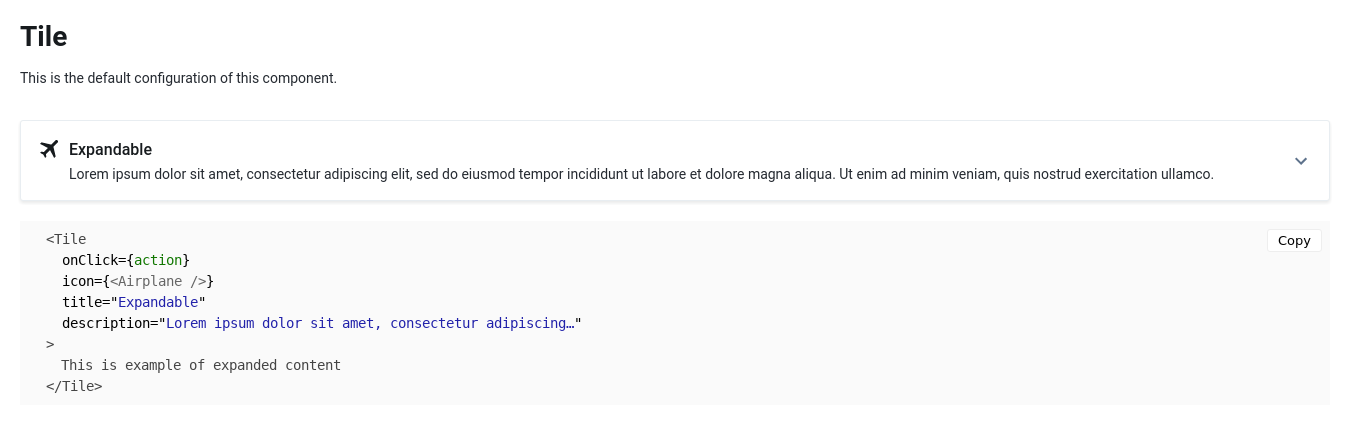 Tile
This is the default configuration of this component.
Expandable
Lorem ipsum dolor sit amet, consectetur adipiscing elit, sed do eiusmod tempor incididunt ut labore et dolore magna aliqua. Ut enim ad minim veniam, quis nostrud exercitation ullamco.
Copy
<Tile
  onClick={action}
  icon={<Airplane />}
  title="Expandable"
  description="Lorem ipsum dolor sit amet, consectetur adipiscing…"
>
  This is example of expanded content
</Tile>